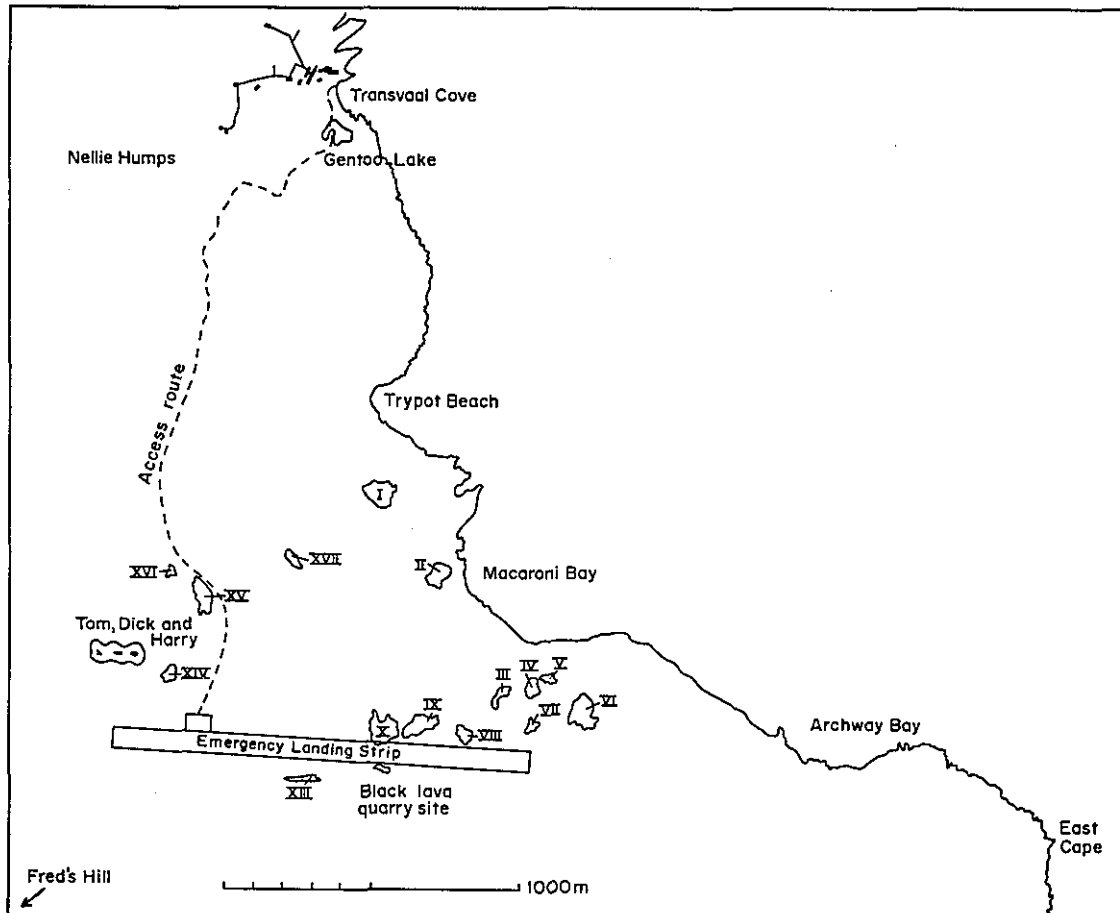 Transvaal Cove
Nellie Humps
Gentoo Lake
Access route
Trypot Beach
I
XVII
II
XVI
Macaroni Bay
XV
Tom, Dick and
Harry
XIV
III
IV
V
VI
IX
VII
X
VIII
Archway Bay
Emergency Landing Strip
XIII
Black lava
quarry site
East
Cape
Fred's Hill
1000m